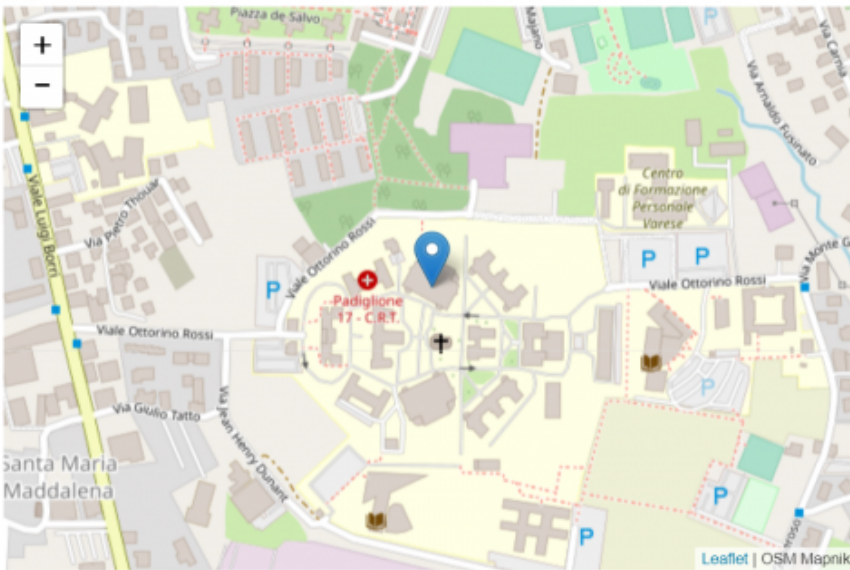 +
−
Piazza de Salvo
Majano
P
Via Carnia
Via Arnaldo Fusinato
Viale Luigi Borri
Via Pietro Thouar
Centro
di Formazione
Personale
Varese
Viale Ottorino Rossi
P
P
P
Via Monte G
Viale Ottorino Rossi
Padiglione
17 - C.R.T.
Viale Ottorino Rossi
P
Via Giulio Tatto
Via Jean Henry Dunant
Santa Maria
Maddalena
P
P
eroso
Leaflet | OSM Mapnik